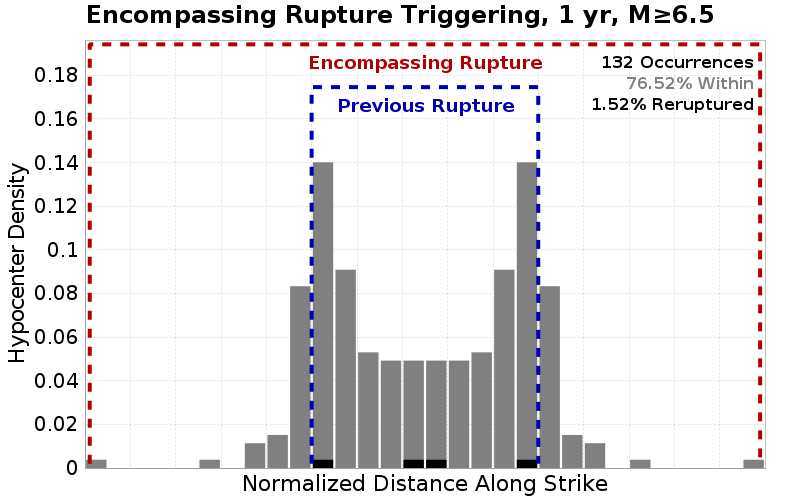 Encompassing Rupture Triggering, 1 yr, M≥6.5
Encompassing Rupture
132 Occurrences
76.52% Within
Previous Rupture
1.52% Reruptured
Hypocenter Density
0.18
0.16
0.14
0.12
0.1
0.08
0.06
0.04
0.02
0
Normalized Distance Along Strike